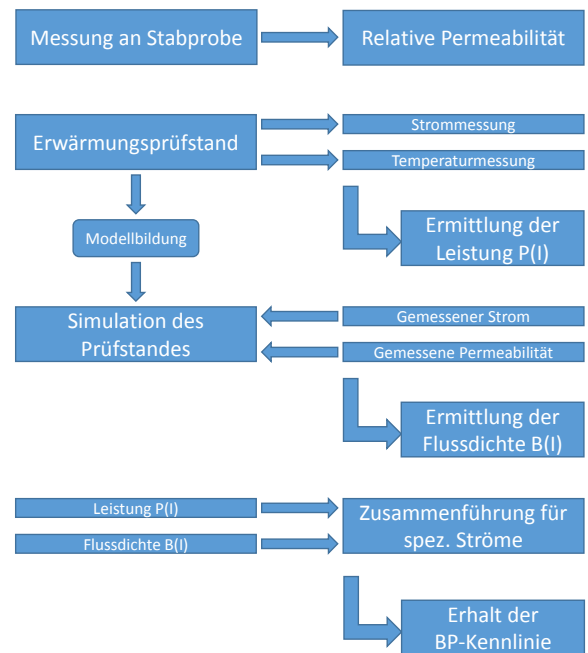 Messung an Stabprobe
Relative Permeabilität
Erwärmungsprüfstand
Strommessung
Temperaturmessung
Modellbildung
Ermittlung der
Leistung P(I)
Simulation des
Prüfstandes
Gemessener Strom
Gemessene Permeabilität
Ermittlung der
Flussdichte B(I)
Leistung P(I)
Flussdichte B(I)
Zusammenführung für
spez. Ströme
Erhalt der
BP-Kennlinie